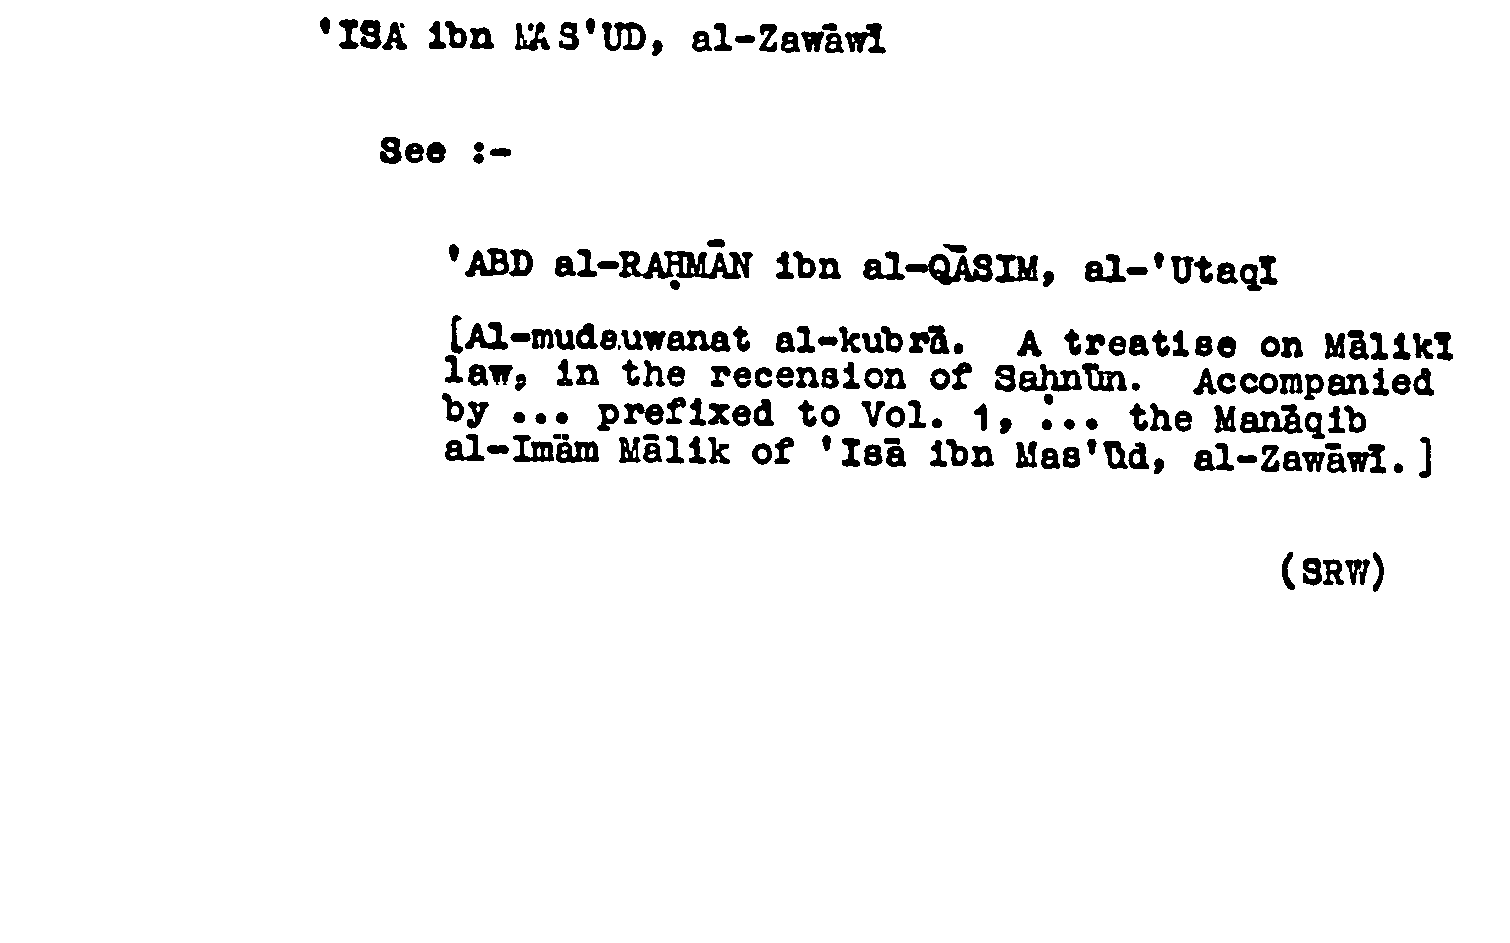 'ISA ibn MAS'UD, al-Zawāwī
See :-
'ABD al-RAḤMĀN ibn al-QĀSIM, al-'Utaqī
[Al-mudauwanat al-kubrā. A treatise on Mālikī
law, in the recension of Saḥnūn. Accompanied
by ... prefixed to Vol. 1, ... the Manāqib
al-Imām Mālik of 'Isā ibn Mas'ūd, al-Zawāwī.]
(SRW)